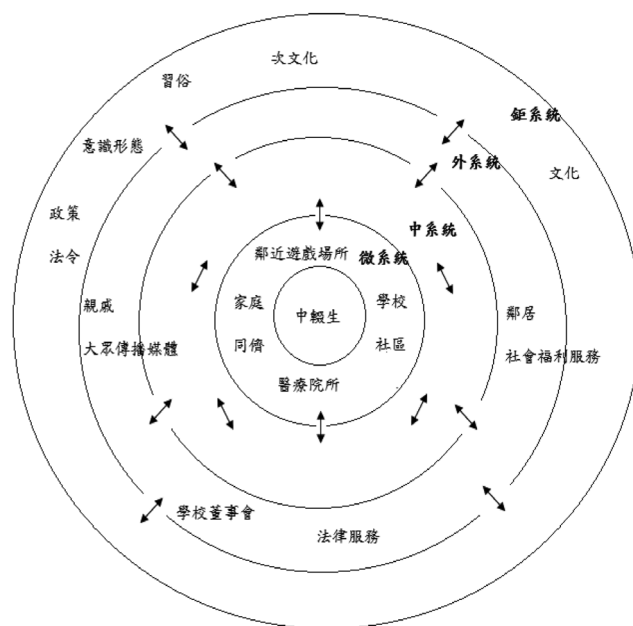 次文化
習俗
鉅系統
意識形態
外系統
文化
政策
中系統
法令
鄰近遊戲場所
微系統
家庭
學校
親戚
中輟生
鄰居
同儕
社區
大眾傳播媒體
社會福利服務
醫療院所
學校董事會
法律服務